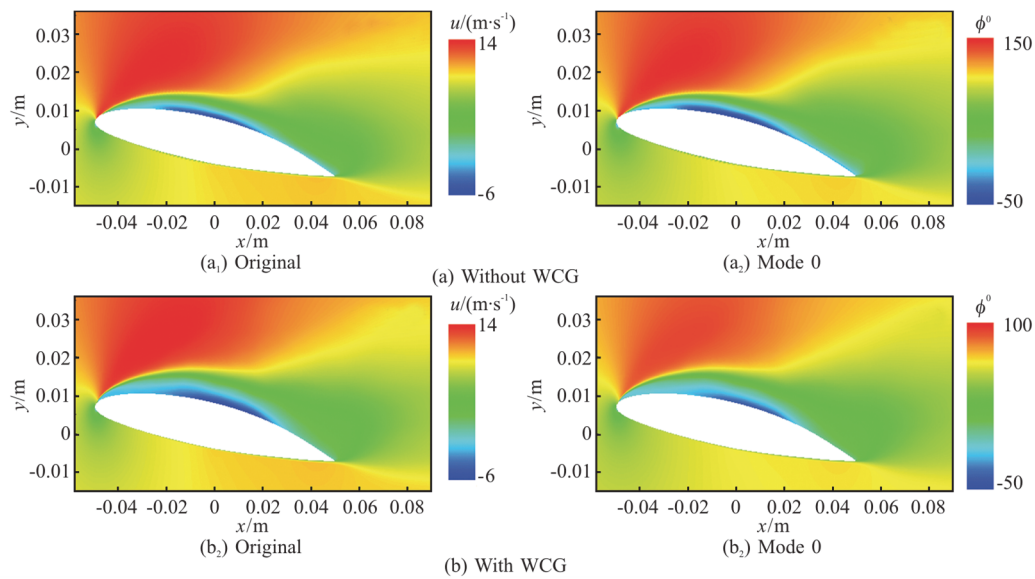 u/(m·s⁻¹)
14
-6
0.03
0.02
0.01
0
-0.01
y/m
-0.04 -0.02 0 0.02 0.04 0.06 0.08
x/m
(a₁) Original
ϕ⁰
150
-50
0.03
0.02
0.01
0
-0.01
y/m
-0.04 -0.02 0 0.02 0.04 0.06 0.08
x/m
(a₂) Mode 0
(a) Without WCG
u/(m·s⁻¹)
14
-6
0.03
0.02
0.01
0
-0.01
y/m
-0.04 -0.02 0 0.02 0.04 0.06 0.08
x/m
(b₂) Original
ϕ⁰
100
-50
0.03
0.02
0.01
0
-0.01
y/m
-0.04 -0.02 0 0.02 0.04 0.06 0.08
x/m
(b₂) Mode 0
(b) With WCG